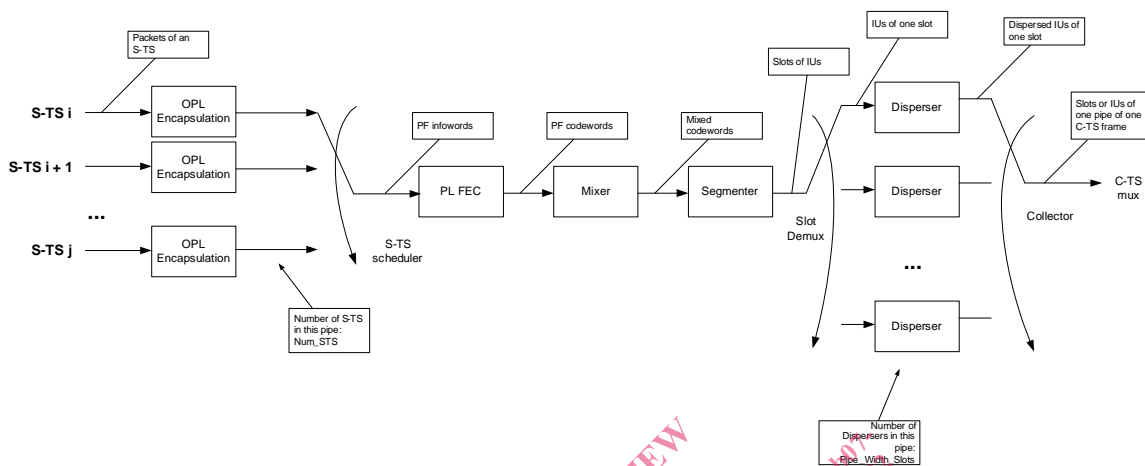 Packets of an
S-TS
S-TS i
OPL
Encapsulation
S-TS i + 1
OPL
Encapsulation
...
S-TS j
OPL
Encapsulation
Number of S-TS
in this pipe:
Num_STS
S-TS
scheduler
PF infowords
PL FEC
PF codewords
Mixer
Mixed
codewords
Segmenter
Slots of IUs
Slot
Demux
IUs of one slot
Disperser
Disperser
...
Disperser
Number of
Dispersers in this
pipe:
Pipe_Width_Slots
Dispersed IUs of
one slot
Collector
Slots or IUs of
one pipe of one
C-TS frame
C-TS
mux